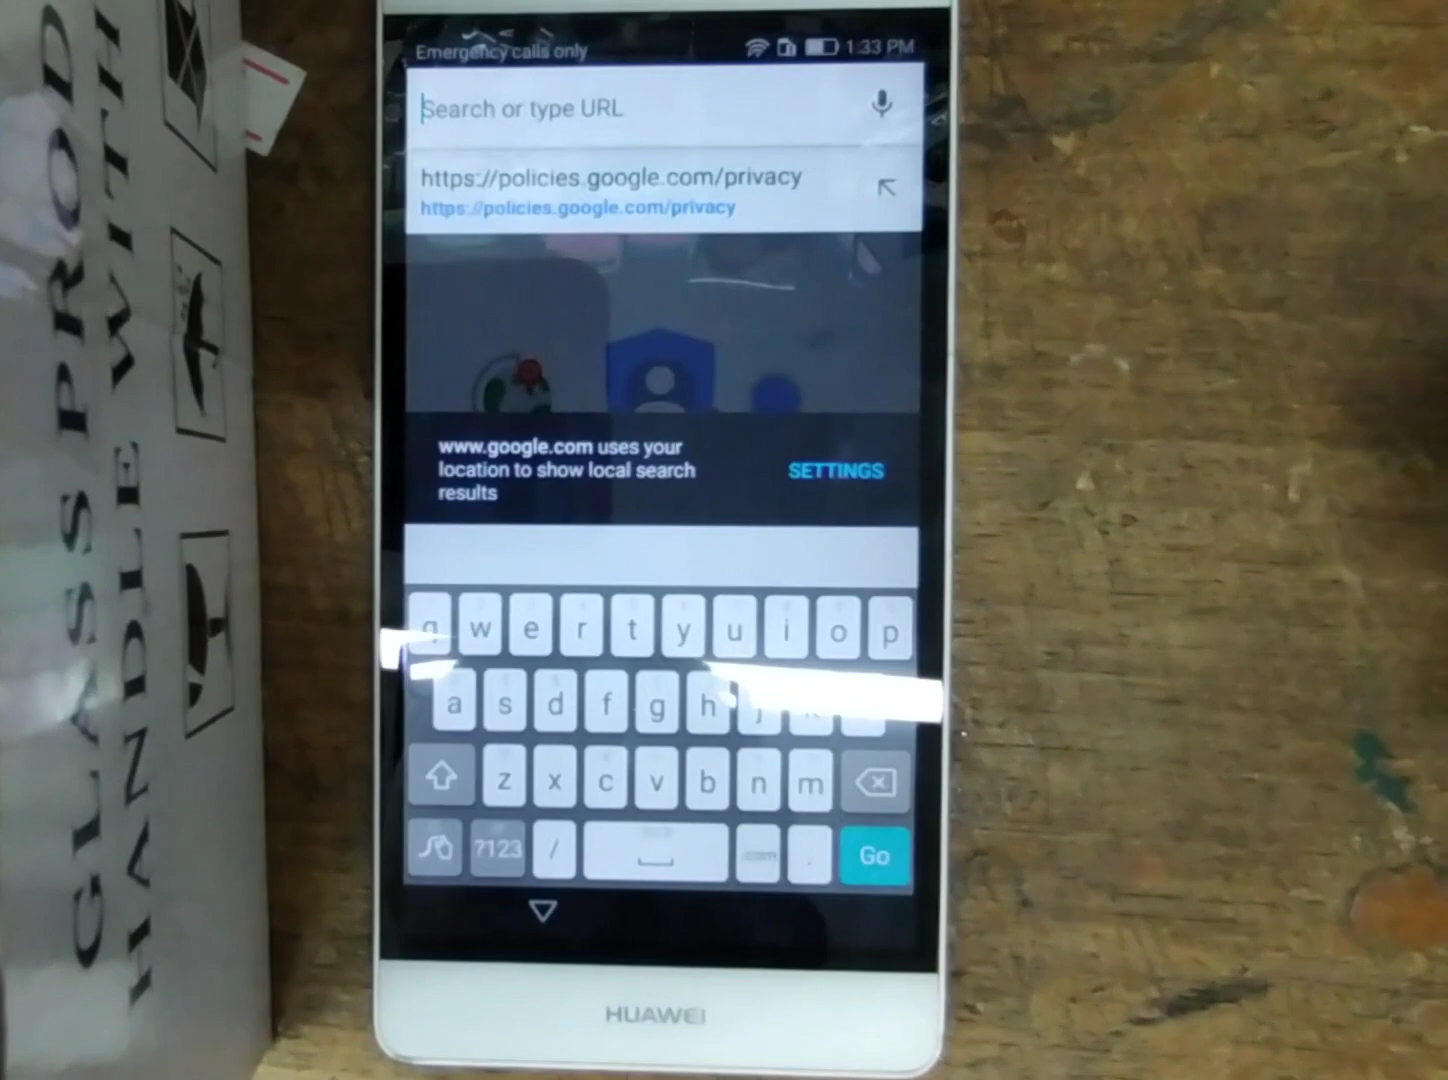 GLASS PROD
HANDLE WITH
Emergency calls only
1:33 PM
Search or type URL
https://policies.google.com/privacy
https://policies.google.com/privacy
www.google.com uses your
location to show local search
results
SETTINGS
q w e r t y u i o p
a s d f g h j k
z x c v b n m
?123 / .com . Go
HUAWEI